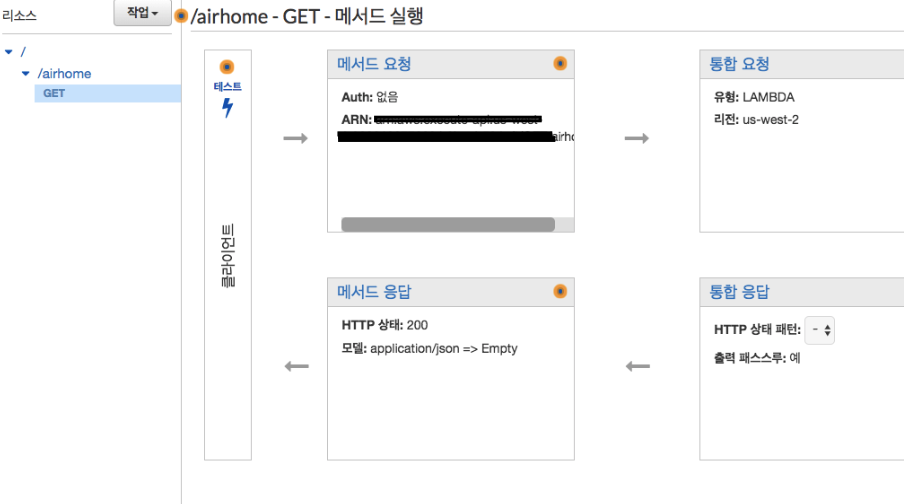 리소스
작업
/airhome - GET - 메서드 실행
/
/airhome
GET
테스트
클라이언트
메서드 요청
Auth: 없음
ARN:
통합 요청
유형: LAMBDA
리전: us-west-2
메서드 응답
HTTP 상태: 200
모델: application/json => Empty
통합 응답
HTTP 상태 패턴: -
출력 패스스루: 예